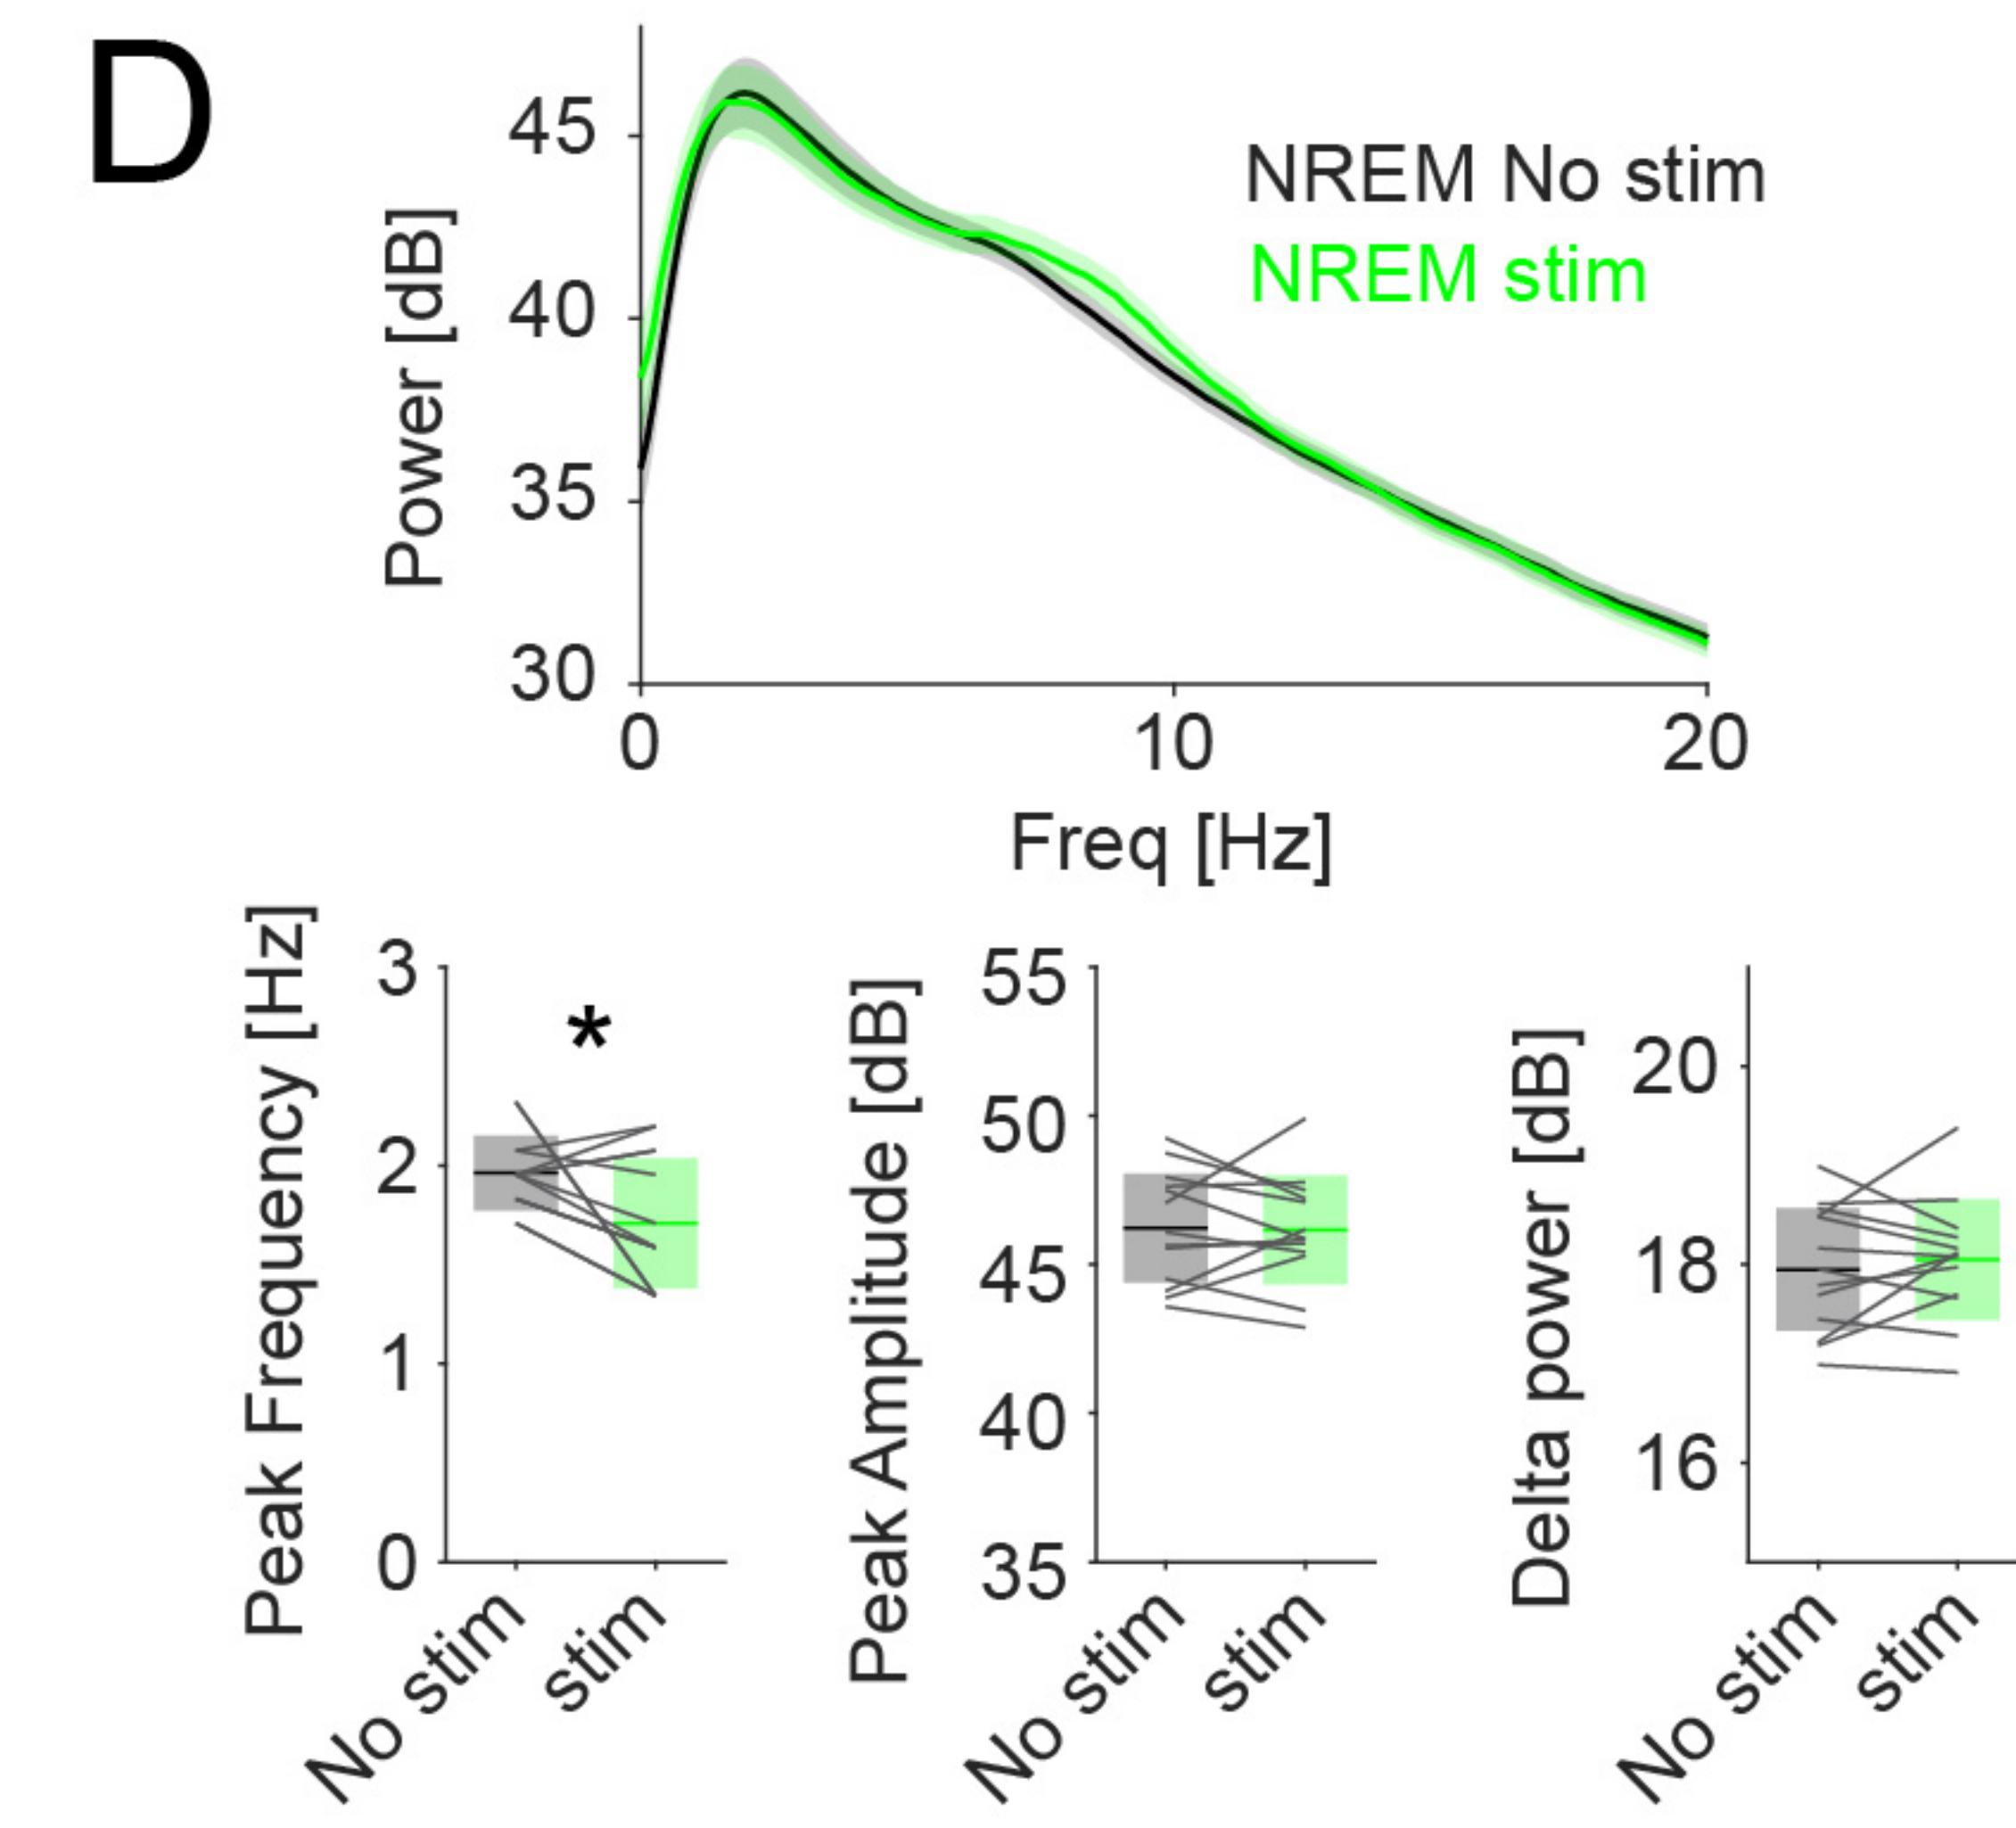 D
Power [dB]
45
40
35
30
0 10 20
Freq [Hz]
NREM No stim
NREM stim
Peak Frequency [Hz]
3
2
1
0
*
No stim
stim
Peak Amplitude [dB]
55
50
45
40
35
No stim
stim
Delta power [dB]
20
18
16
No stim
stim